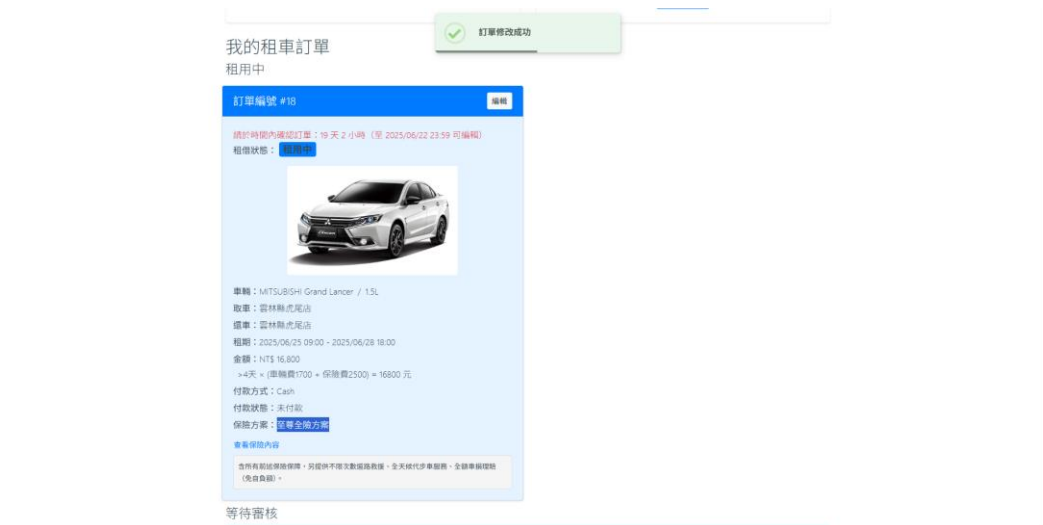 訂單修改成功
我的租車訂單
租用中
訂單編號 #18
編輯
請於時間內確認訂單：19 天 2 小時（至 2025/06/22 23:59 可編輯）
租借狀態： 租用中
車輛：MITSUBISHI Grand Lancer / 1.5L
取車：雲林縣虎尾店
還車：雲林縣虎尾店
租期：2025/06/25 09:00 - 2025/06/28 18:00
金額：NT$ 16,800
>4天 × (車輛費1700 + 保險費2500) = 16800 元
付款方式：Cash
付款狀態：未付款
保險方案：至尊全險方案
查看保險內容
含所有前述保險保障，另提供不限次數道路救援、全天候代步車服務、全額車損理賠
（免自負額）。
等待審核